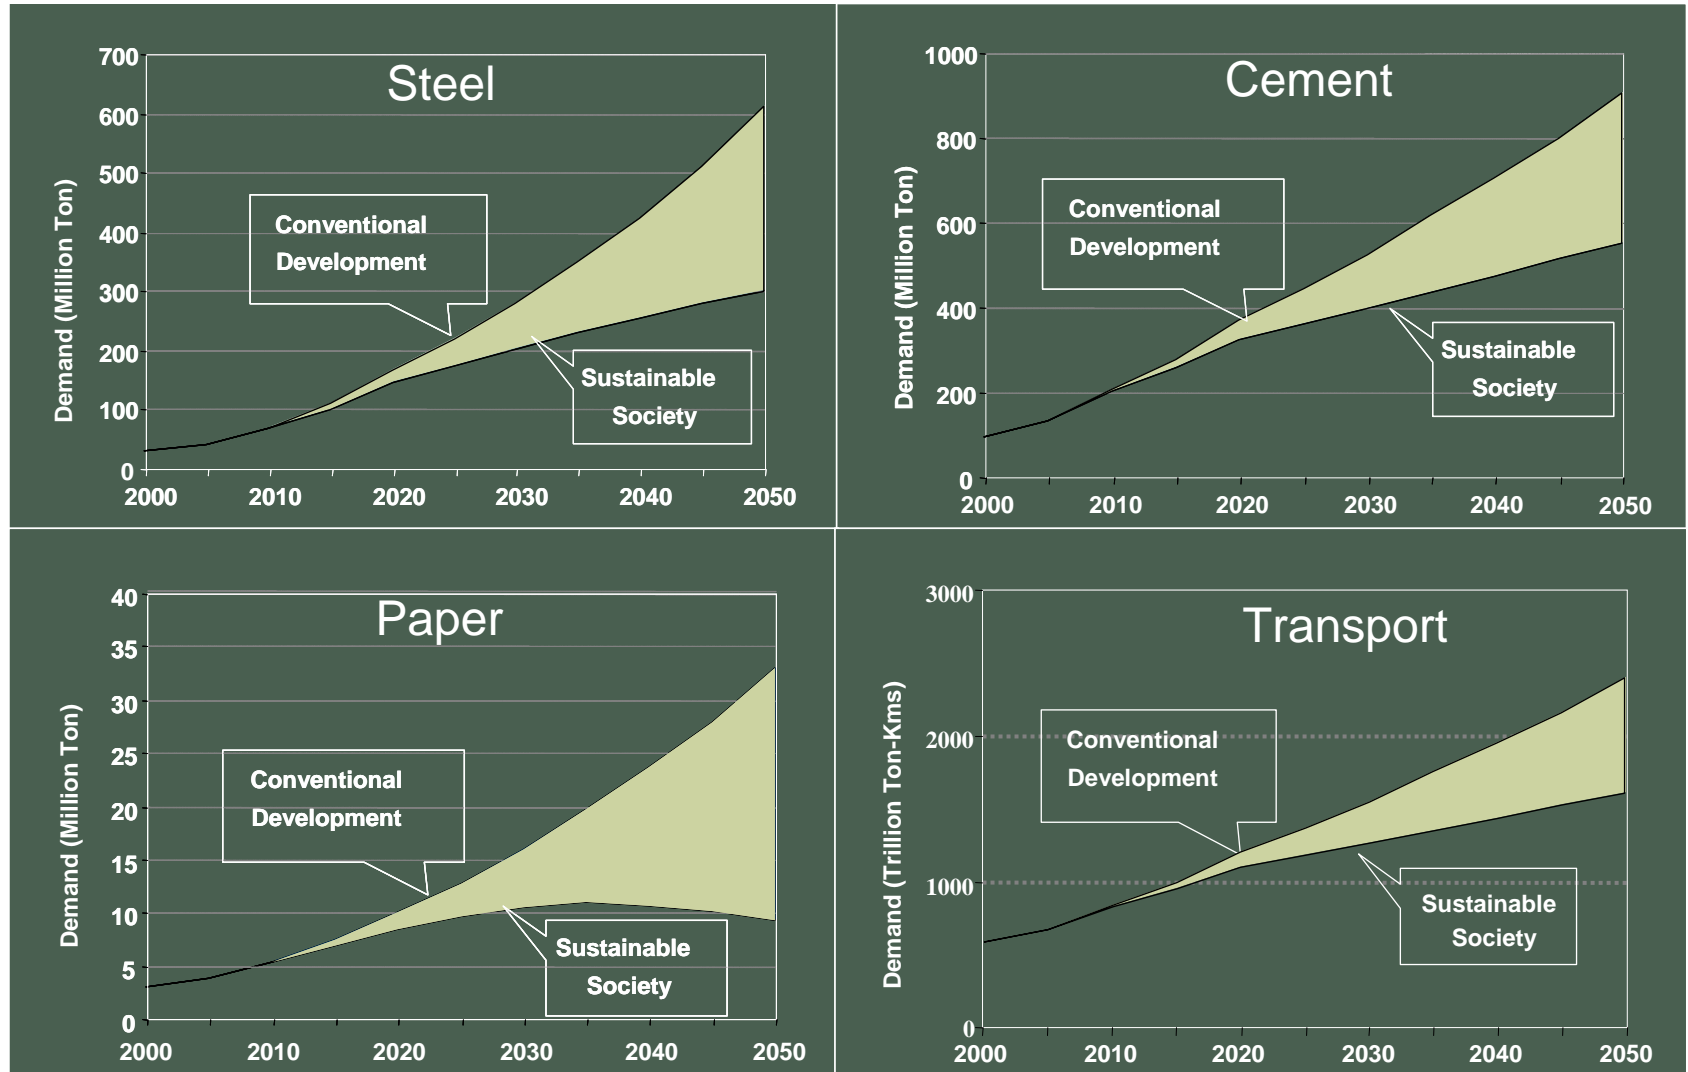 Steel
Demand (Million Ton)
700
600
500
400
300
200
100
0
Conventional
Development
Sustainable
Society
2000 2010 2020 2030 2040 2050
Cement
Demand (Million Ton)
1000
800
600
400
200
0
Conventional
Development
Sustainable
Society
2000 2010 2020 2030 2040 2050
Paper
Demand (Million Ton)
40
35
30
25
20
15
10
5
0
Conventional
Development
Sustainable
Society
2000 2010 2020 2030 2040 2050
Transport
Demand (Trillion Ton-Kms)
3000
2000
1000
0
Conventional
Development
Sustainable
Society
2000 2010 2020 2030 2040 2050